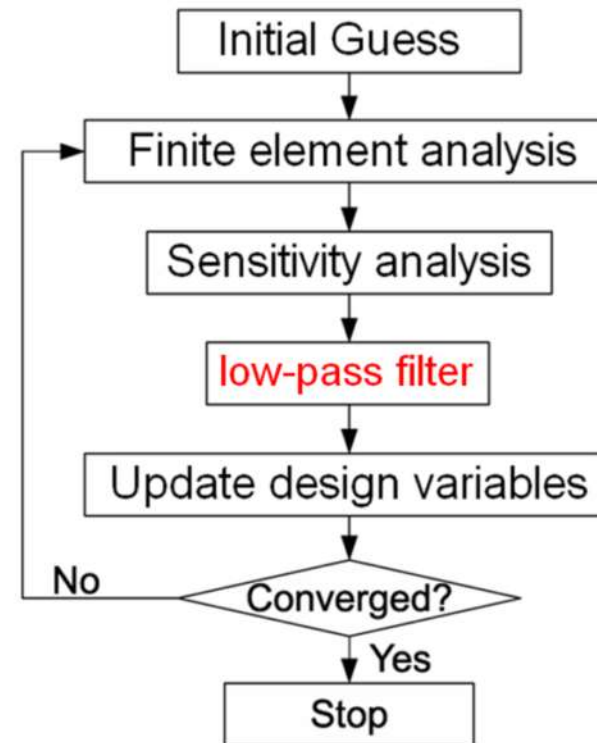 Initial Guess
Finite element analysis
Sensitivity analysis
low-pass filter
Update design variables
No
Converged?
Yes
Stop